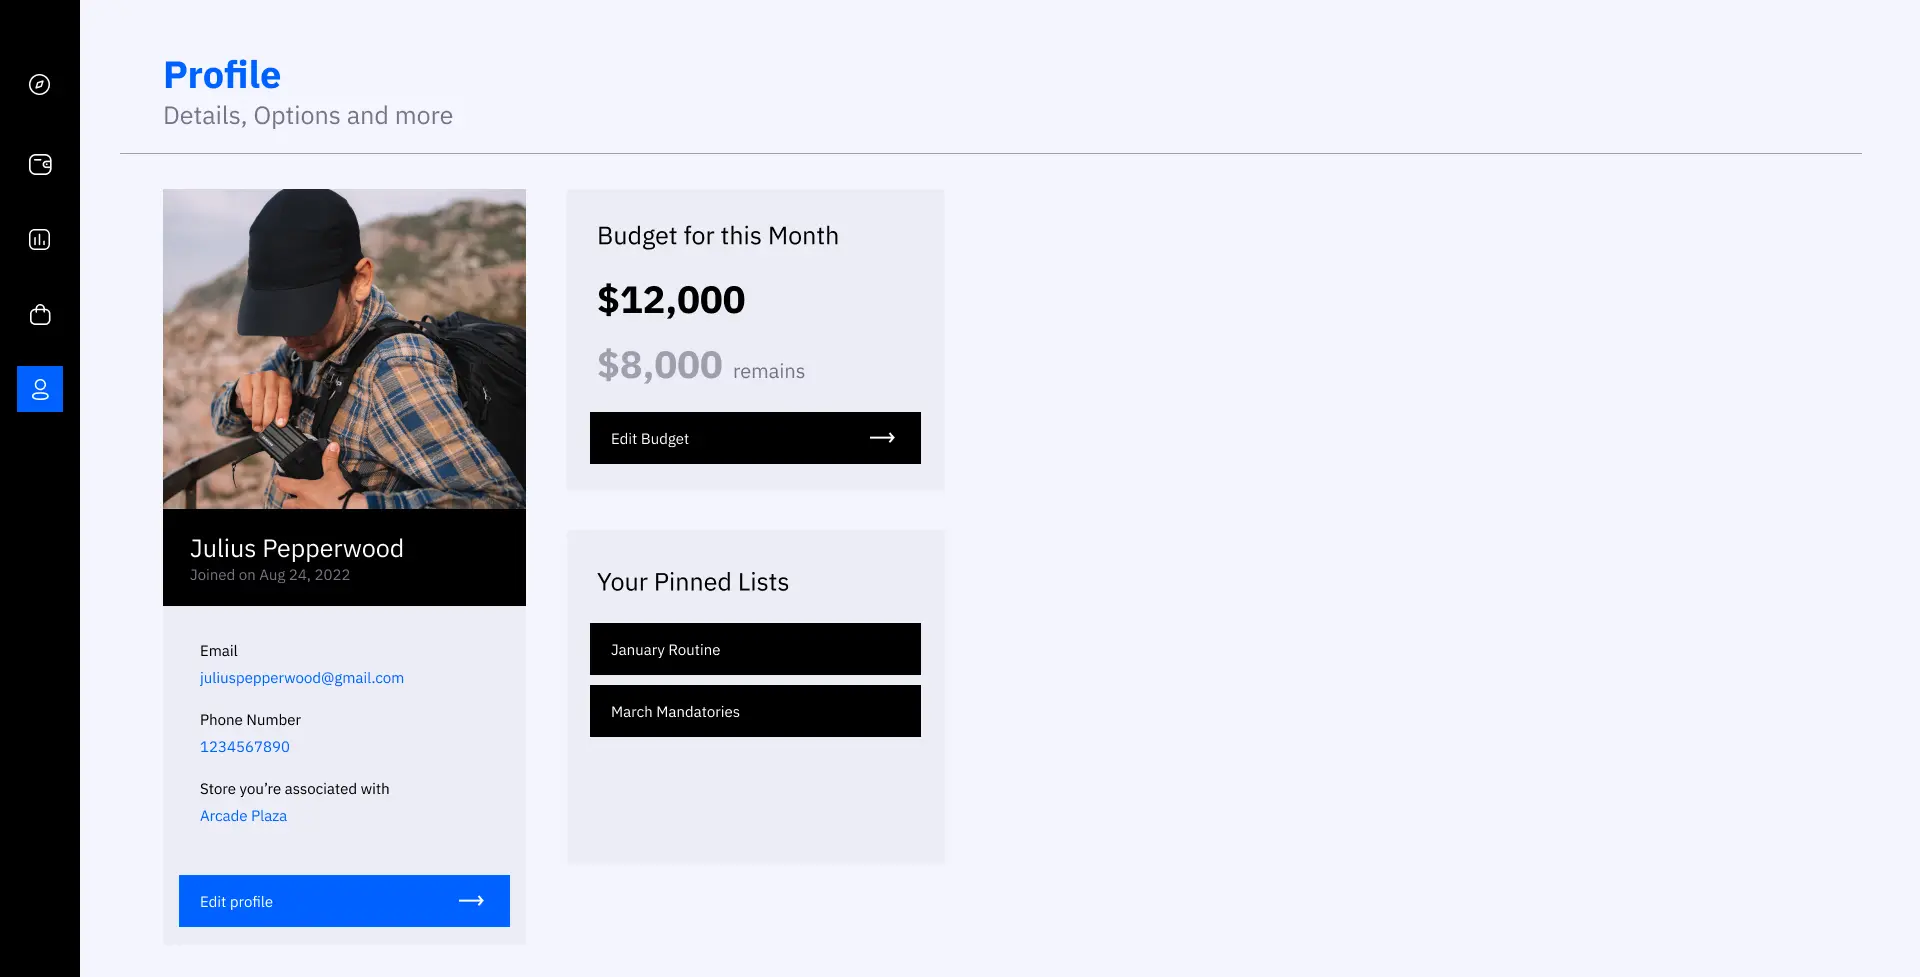 Profile
Details, Options and more
Julius Pepperwood
Joined on Aug 24, 2022
Email
juliuspepperwood@gmail.com
Phone Number
1234567890
Store you’re associated with
Arcade Plaza
Edit profile
Budget for this Month
$12,000
$8,000 remains
Edit Budget
Your Pinned Lists
January Routine
March Mandatories